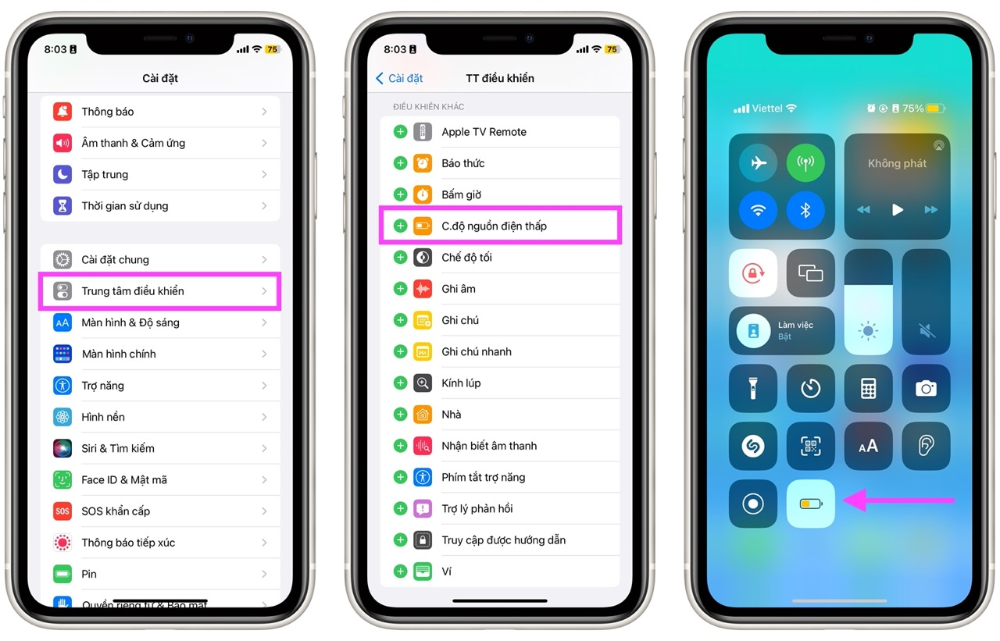 8:03
75
Cài đặt
Thông báo
Âm thanh & Cảm ứng
Tập trung
Thời gian sử dụng
Cài đặt chung
Trung tâm điều khiển
AA
Màn hình & Độ sáng
Màn hình chính
Trợ năng
Hình nền
Siri & Tìm kiếm
Face ID & Mật mã
SOS
SOS khẩn cấp
Thông báo tiếp xúc
Pin
Quyền riêng tư & Bảo mật
8:03
75
Cài đặt
TT điều khiển
ĐIỀU KHIỂN KHÁC
Apple TV Remote
Báo thức
Bấm giờ
C.độ nguồn điện thấp
Chế độ tối
Ghi âm
Ghi chú
Ghi chú nhanh
Kính lúp
Nhà
Nhận biết âm thanh
Phím tắt trợ năng
Trợ lý phản hồi
Truy cập được hướng dẫn
Ví
Viettel
75%
Không phát
Làm việc
Bật
AA